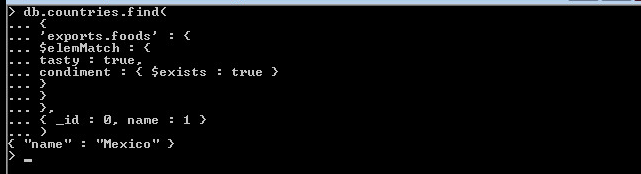 > db.countries.find(
... {
... 'exports.foods' : {
... $elemMatch : {
... tasty : true,
... condiment : { $exists : true }
... }
... }
... },
... { _id : 0, name : 1 }
... )
{ "name" : "Mexico" }
> _